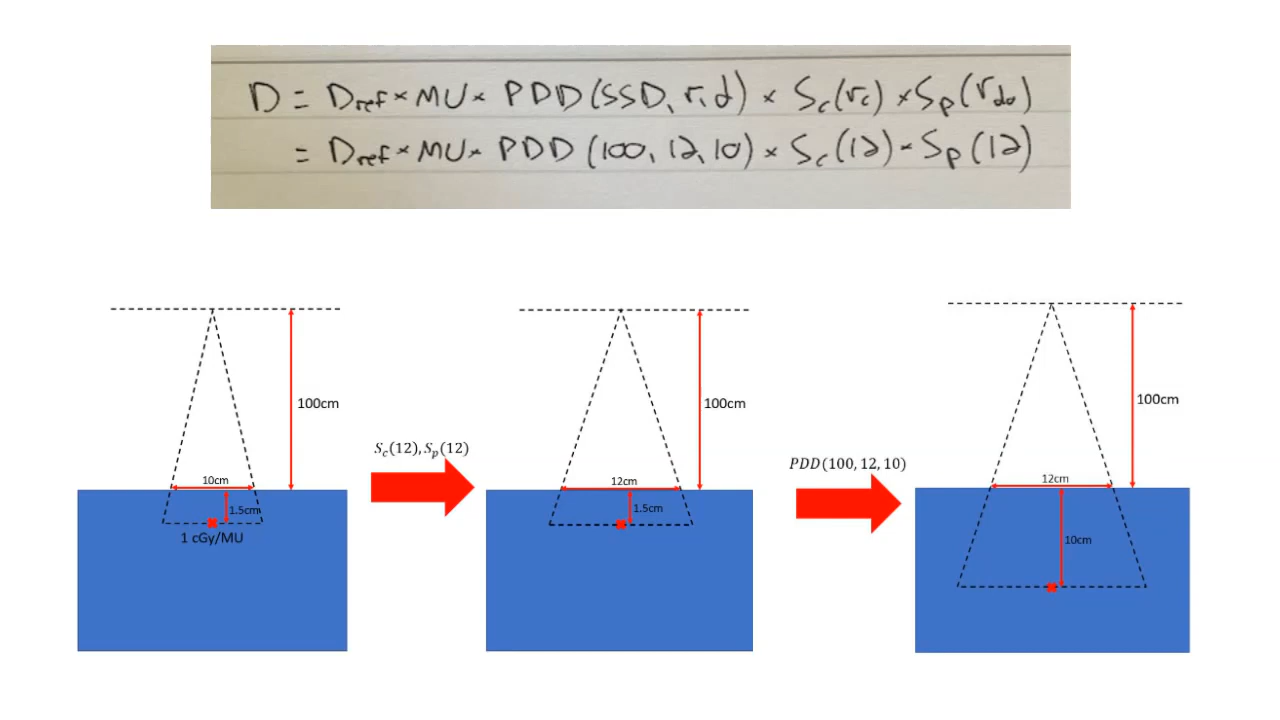 D = Dref × MU × PDD(SSD, r, d) × Sc(rc) × Sp(rdo)
= Dref × MU × PDD (100, 12, 10) × Sc(12) × Sp(12)
100cm
10cm
1.5cm
1 cGy/MU
Sc(12), Sp(12)
100cm
12cm
1.5cm
PDD(100, 12, 10)
100cm
12cm
10cm